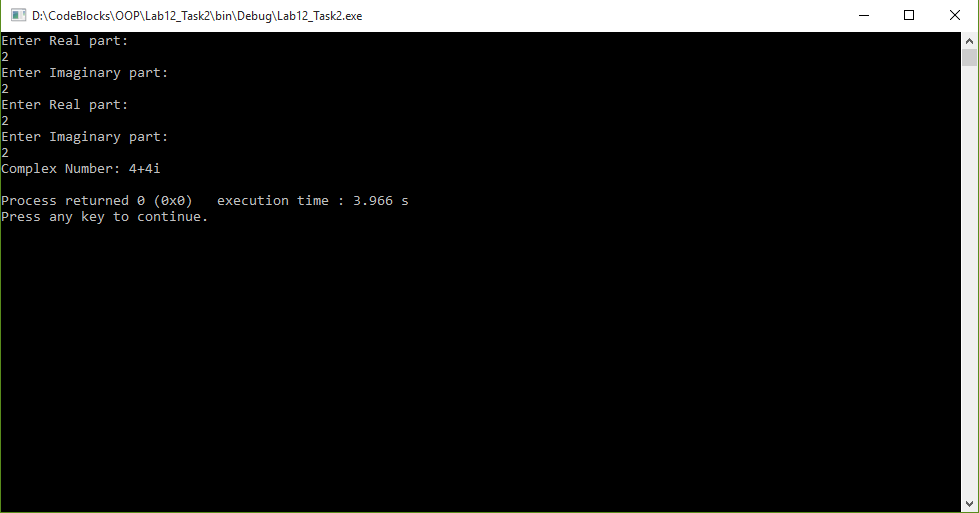 D:\CodeBlocks\OOP\Lab12_Task2\bin\Debug\Lab12_Task2.exe
Enter Real part:
2
Enter Imaginary part:
2
Enter Real part:
2
Enter Imaginary part:
2
Complex Number: 4+4i
Process returned 0 (0x0)   execution time : 3.966 s
Press any key to continue.